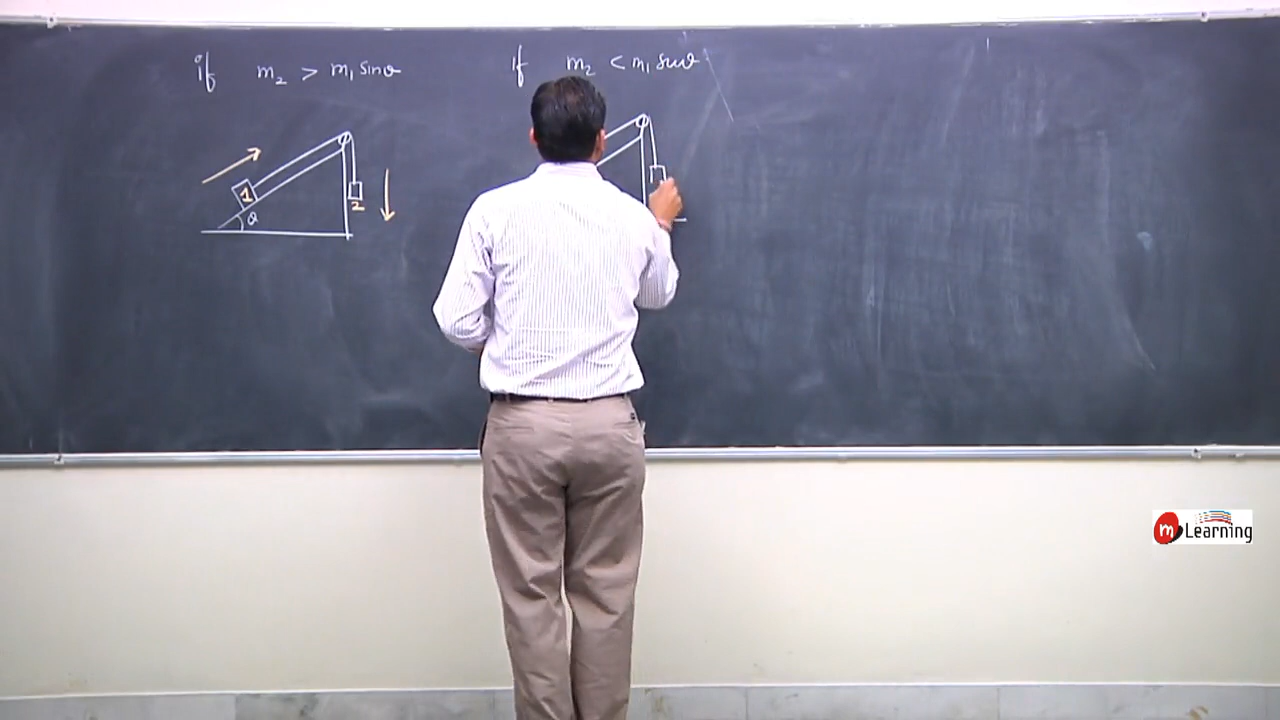 if m₂ > m₁ sinθ
if m₂ < m₁ sinθ
1
θ
2
m Learning